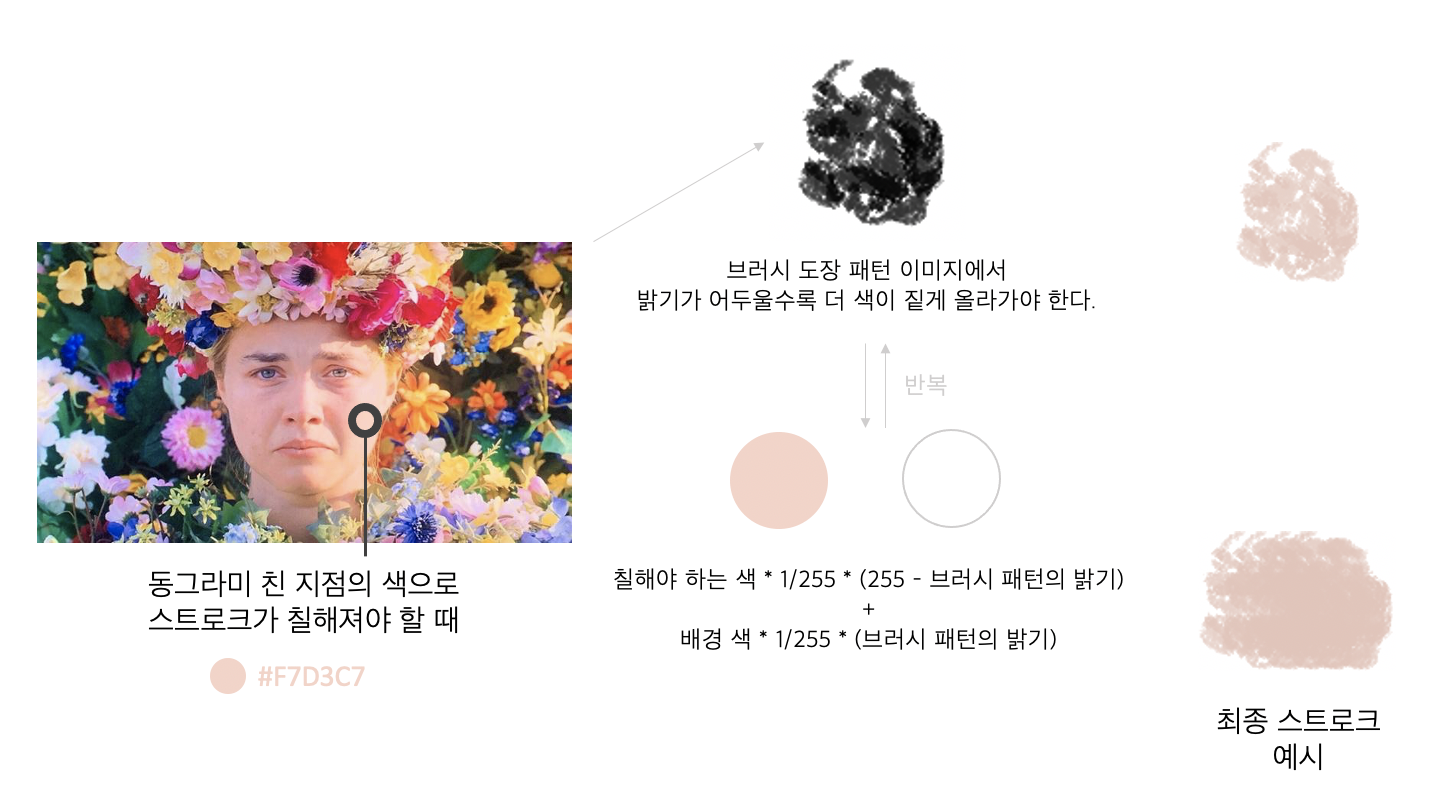 브러시 도장 패턴 이미지에서
밝기가 어두울수록 더 색이 짙게 올라가야 한다.
반복
동그라미 친 지점의 색으로
스트로크가 칠해져야 할 때
#F7D3C7
칠해야 하는 색 * 1/255 * (255 - 브러시 패턴의 밝기)
+
배경 색 * 1/255 * (브러시 패턴의 밝기)
최종 스트로크
예시